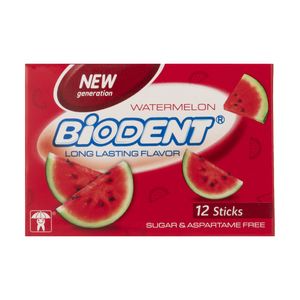 NEW
generation
WATERMELON
BiODENT®
LONG LASTING FLAVOR
12 Sticks
SUGAR & ASPARTAME FREE